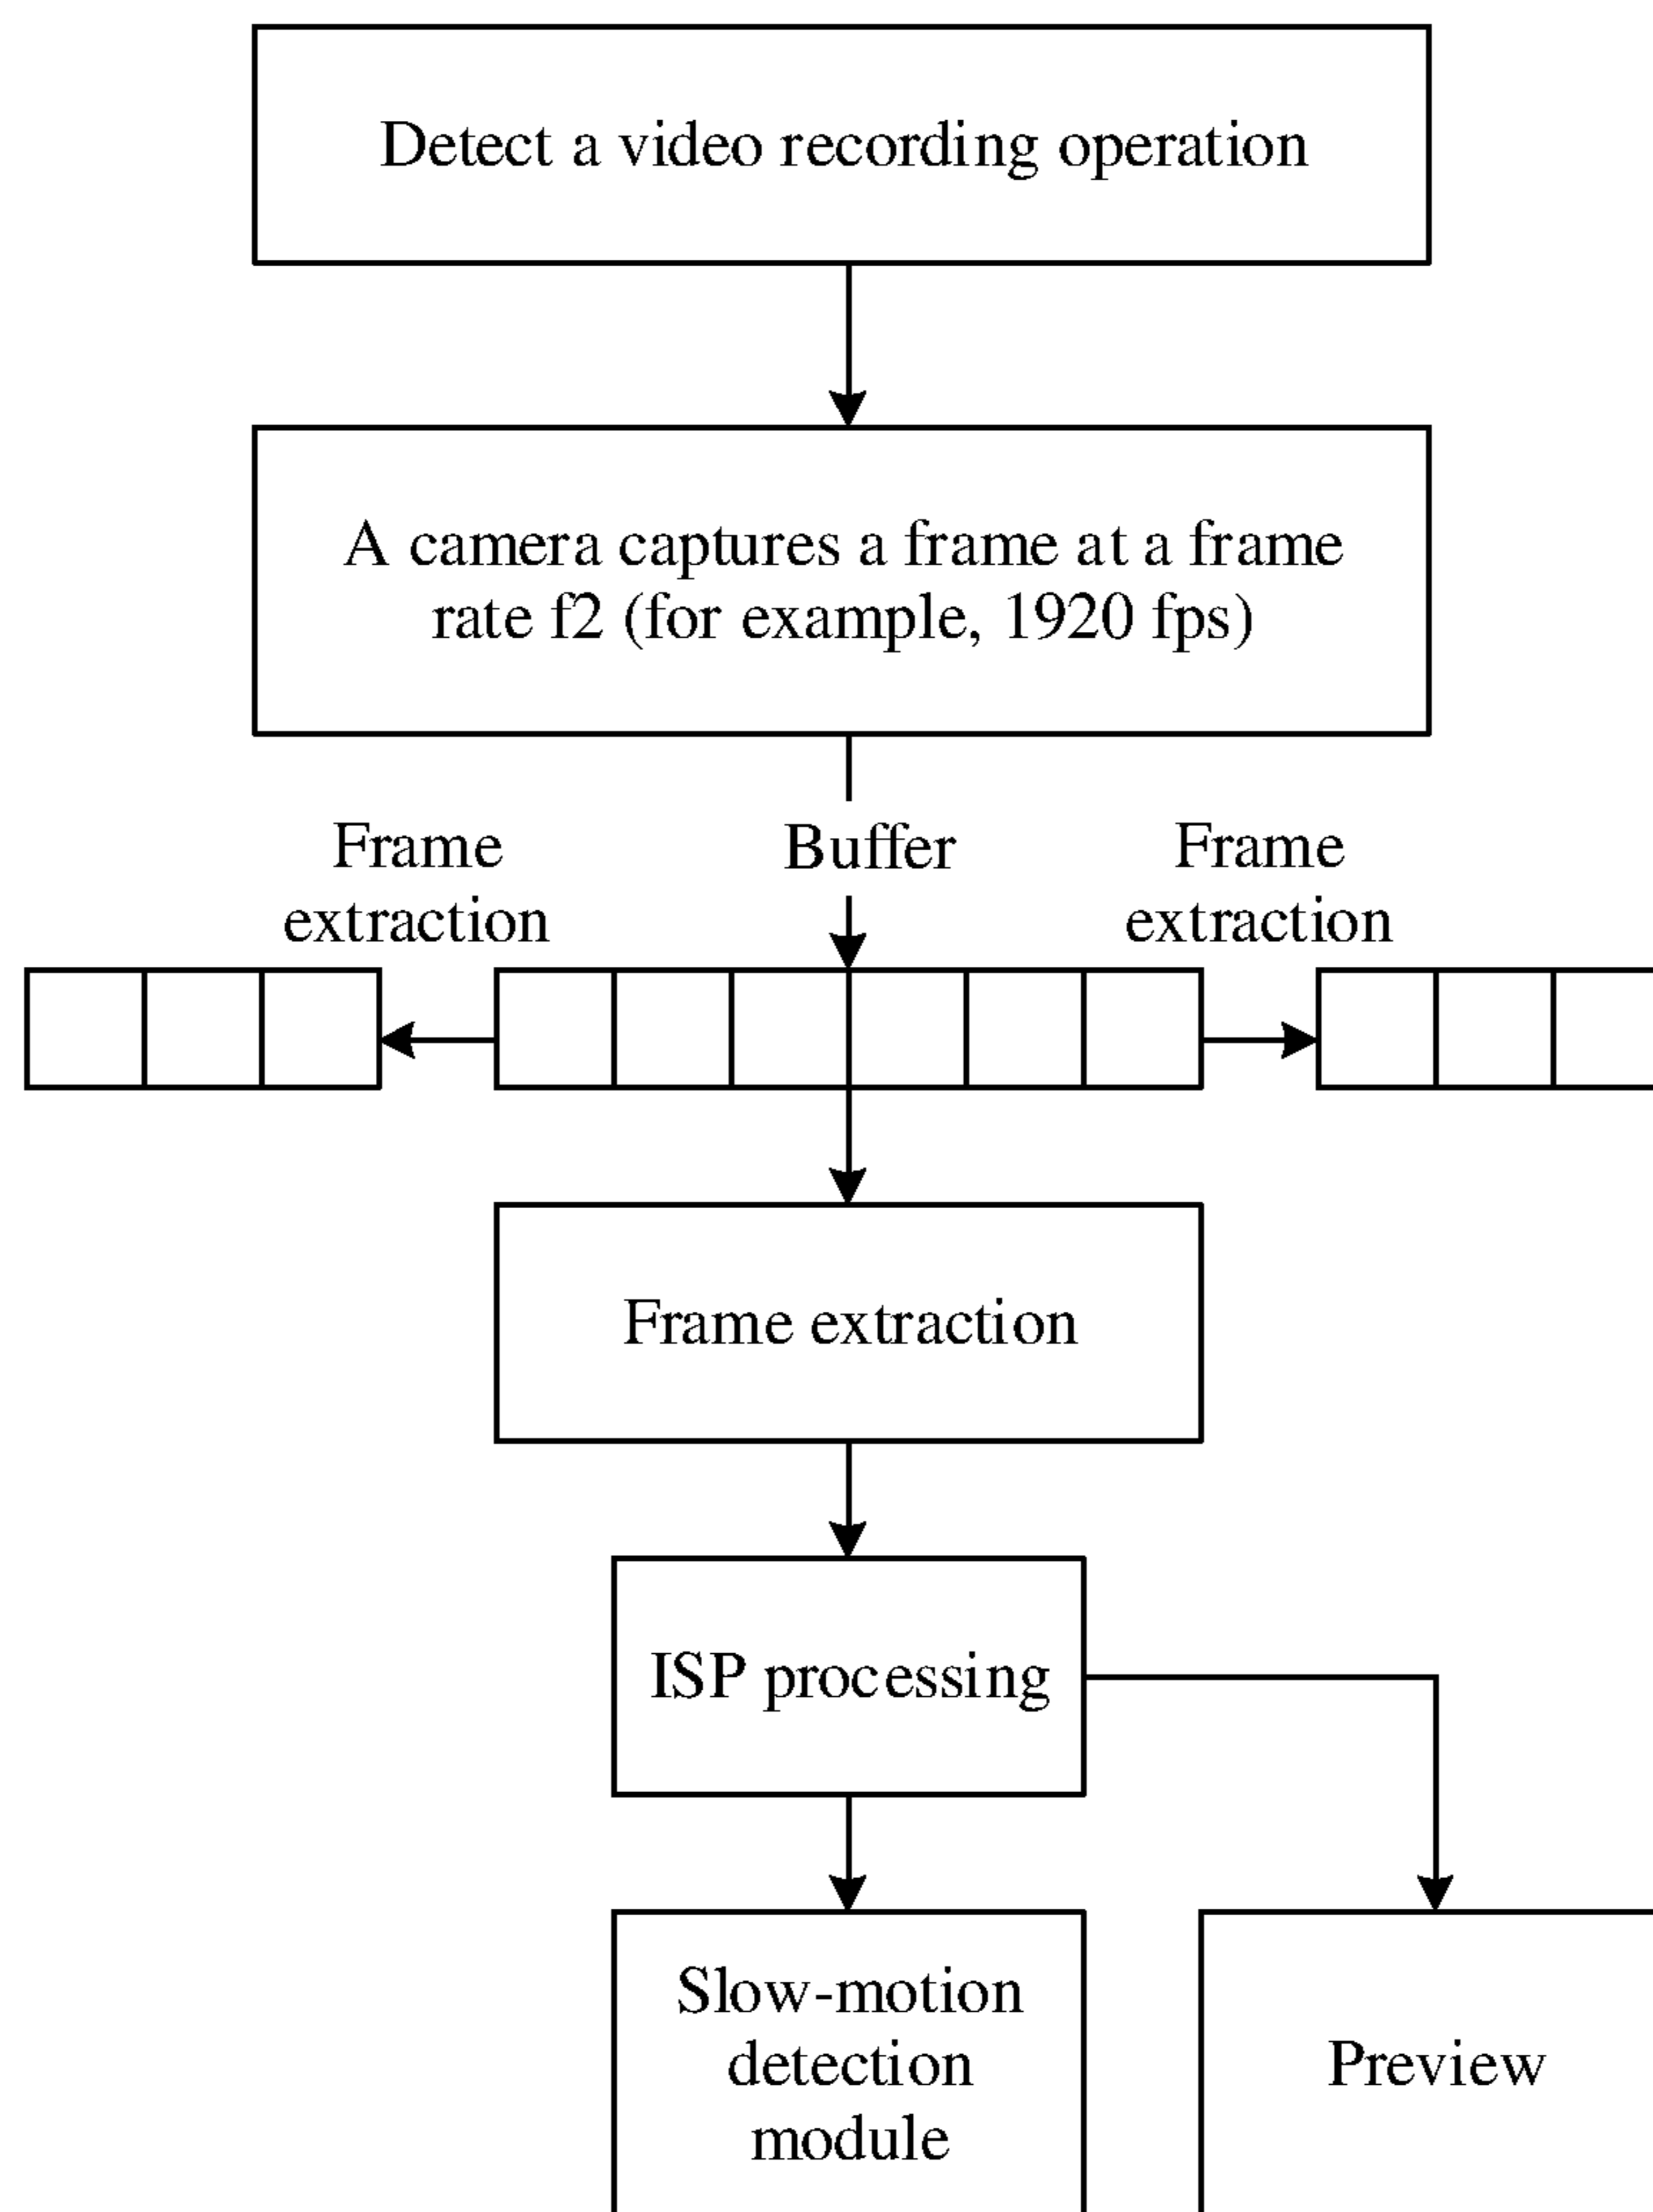 Detect a video recording operation
A camera captures a frame at a frame
rate f2 (for example, 1920 fps)
Frame
extraction
Buffer
Frame
extraction
Frame extraction
ISP processing
Slow-motion
detection
module
Preview